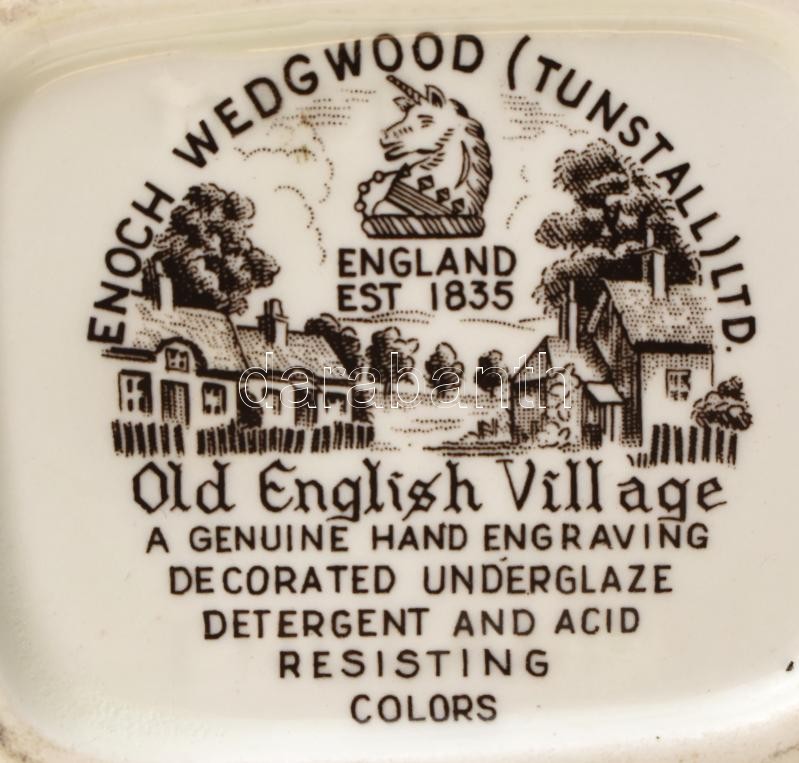 ENOCH WEDGWOOD (TUNSTALL) LTD.
ENGLAND
EST 1835
darabanth
Old English Village
A GENUINE HAND ENGRAVING
DECORATED UNDERGLAZE
DETERGENT AND ACID
RESISTING
COLORS